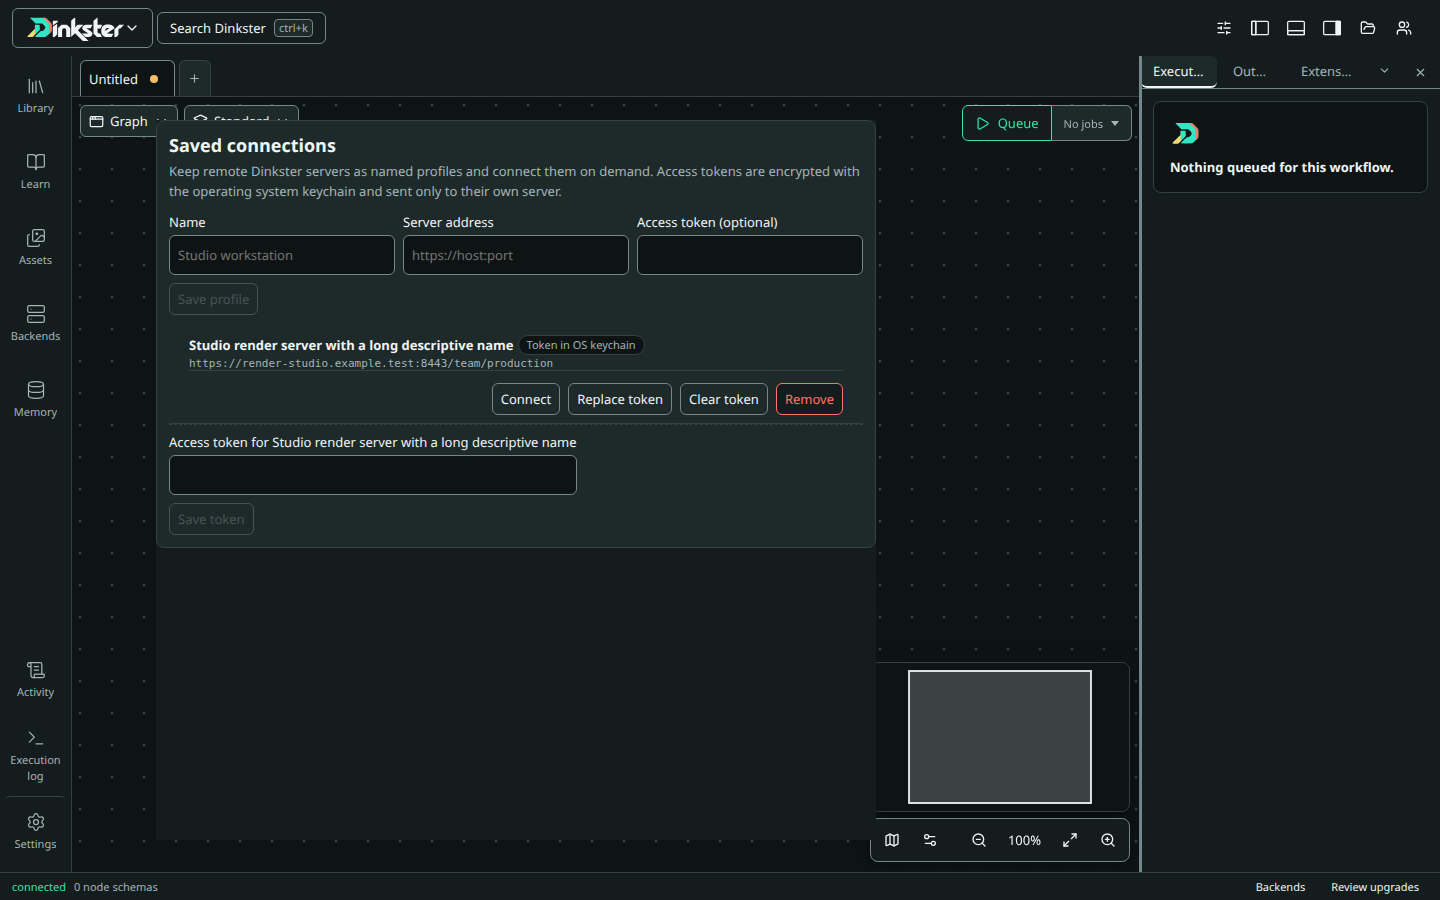 Dinkster
Search Dinkster ctrl+k
Untitled
+
Execut...
Out...
Extens...
Library
Learn
Assets
Backends
Memory
Activity
Execution
log
Settings
Graph
Standard
Queue
No jobs
Nothing queued for this workflow.
Saved connections
Keep remote Dinkster servers as named profiles and connect them on demand. Access tokens are encrypted with
the operating system keychain and sent only to their own server.
Name
Server address
Access token (optional)
Studio workstation
https://host:port
Save profile
Studio render server with a long descriptive name Token in OS keychain
https://render-studio.example.test:8443/team/production
Connect
Replace token
Clear token
Remove
Access token for Studio render server with a long descriptive name
Save token
100%
connected 0 node schemas
Backends
Review upgrades